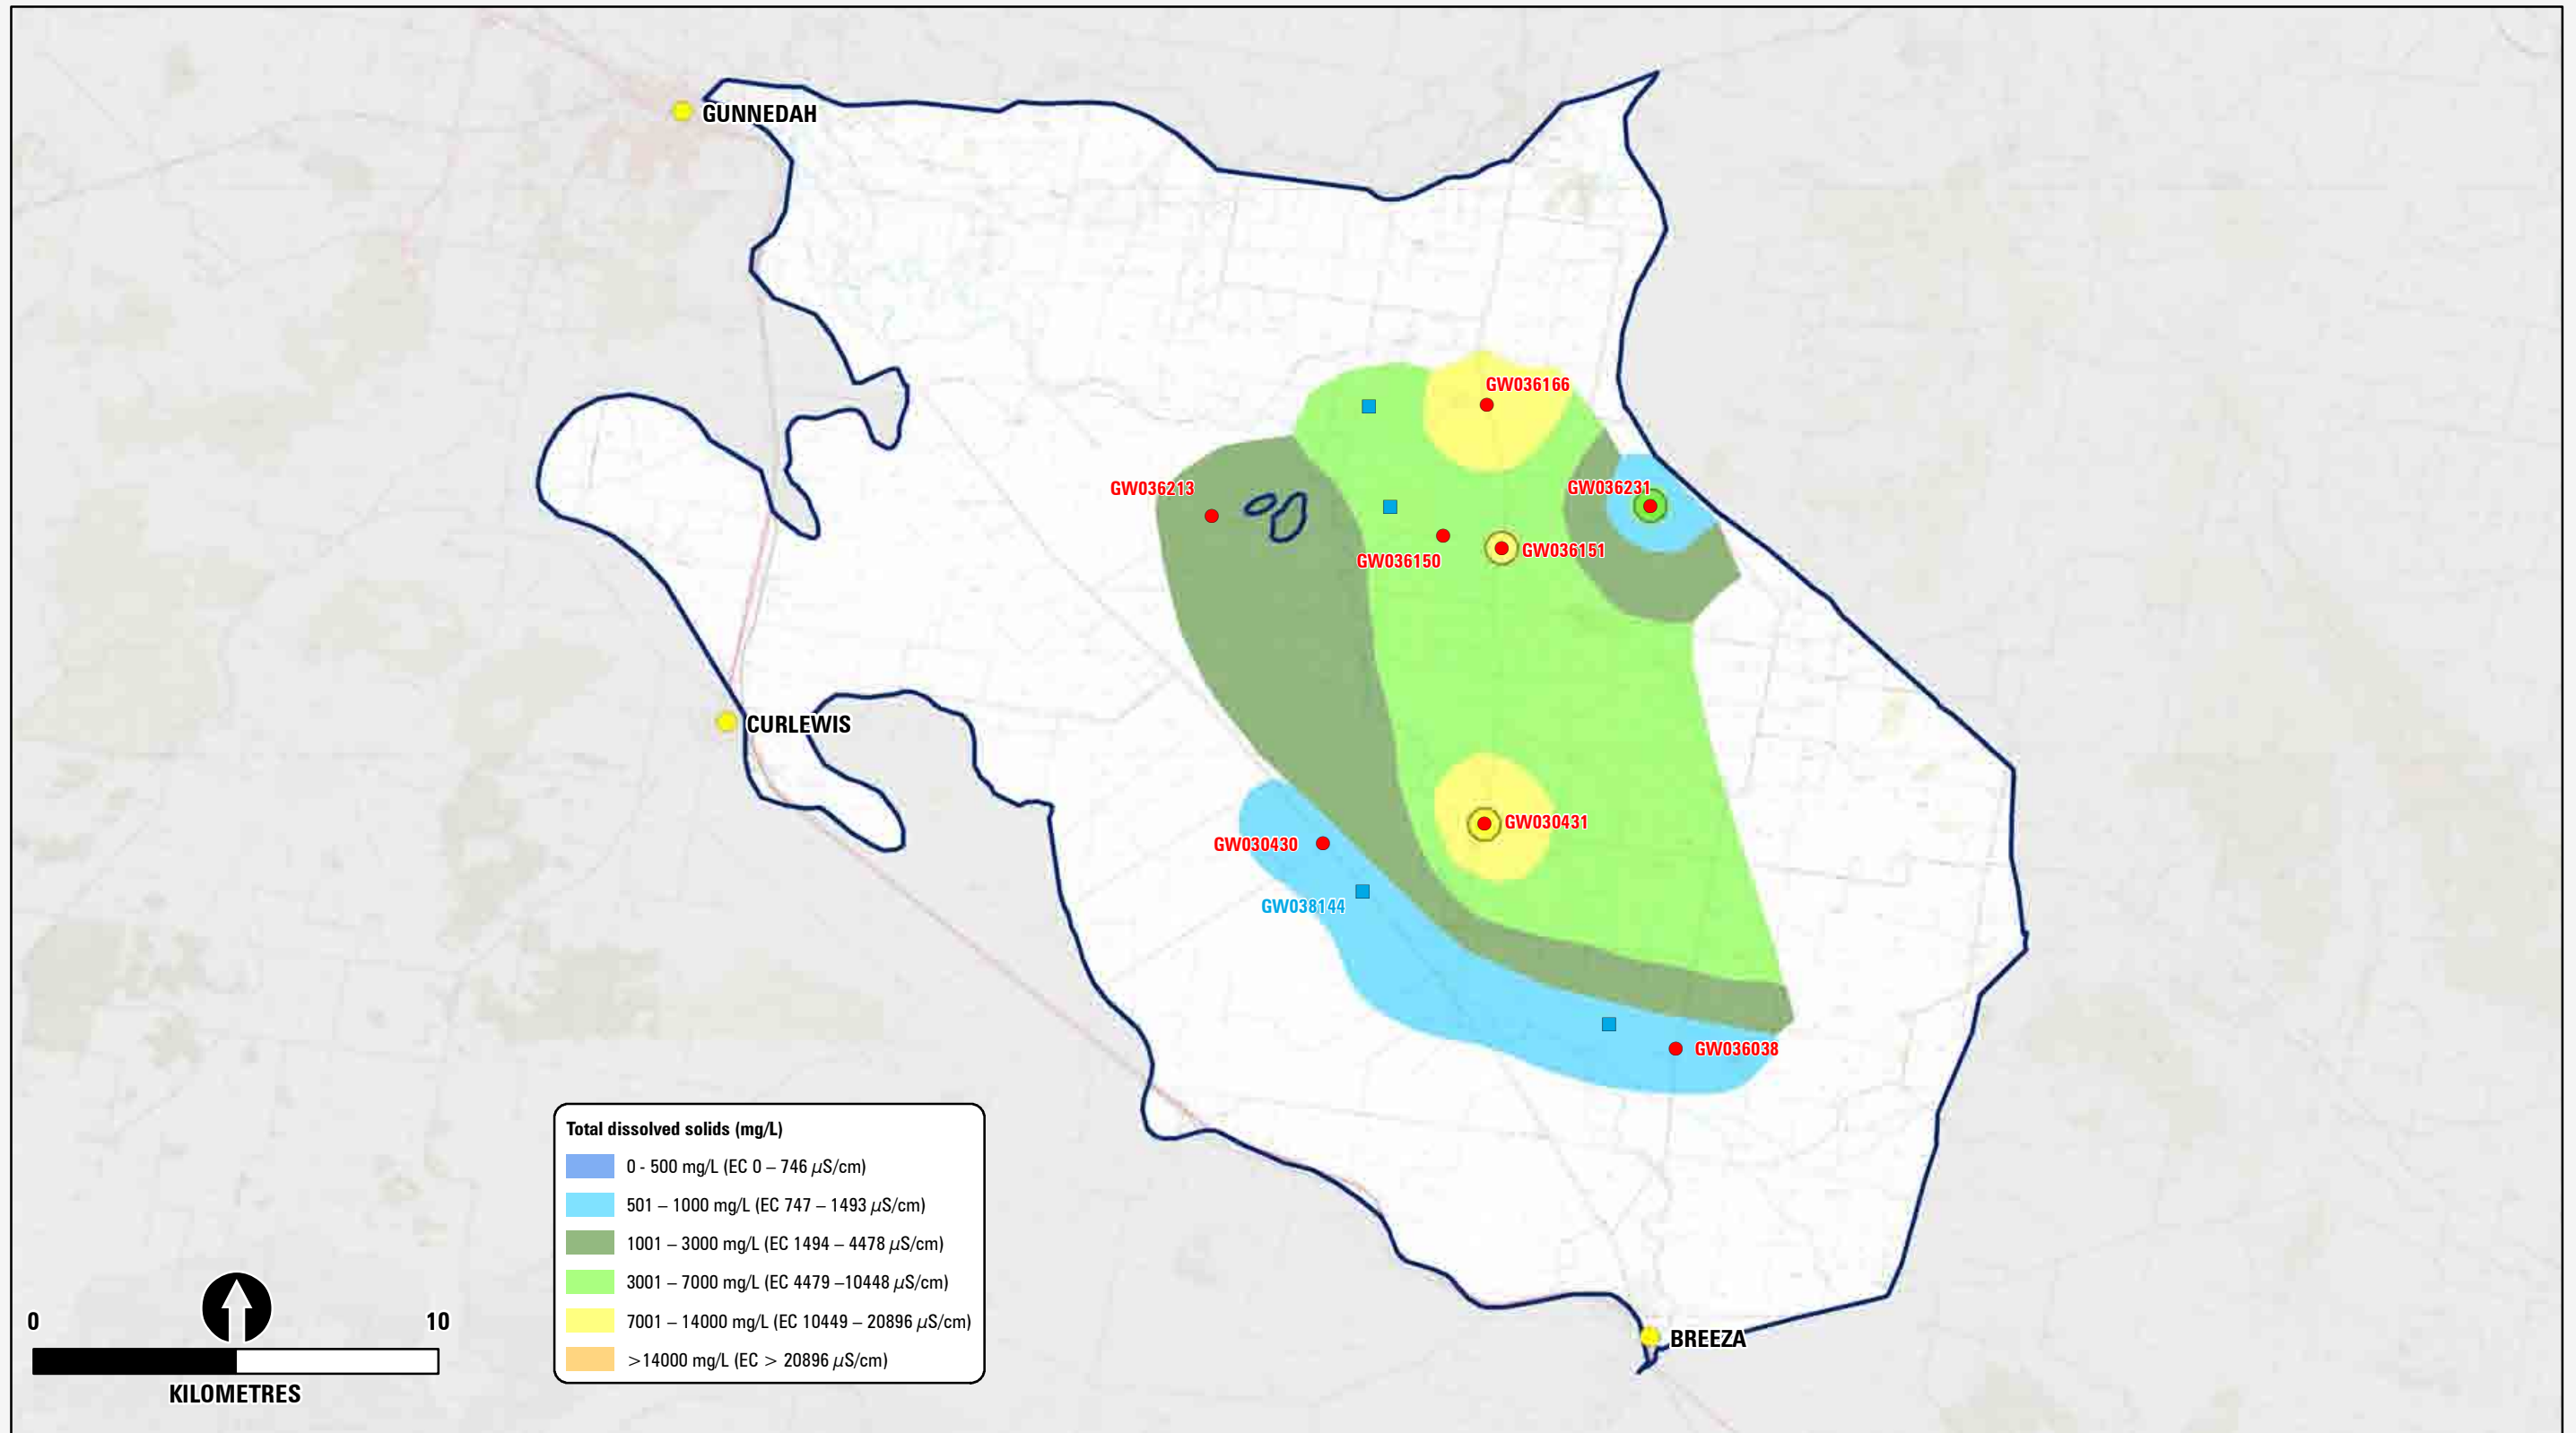 GUNNEDAH
GW036166
GW036213
GW036231
GW036150
GW036151
CURLEWIS
GW030431
GW030430
GW038144
GW036038
Total dissolved solids (mg/L)
0 - 500 mg/L (EC 0 – 746 µS/cm)
501 – 1000 mg/L (EC 747 – 1493 µS/cm)
1001 – 3000 mg/L (EC 1494 – 4478 µS/cm)
3001 – 7000 mg/L (EC 4479 –10448 µS/cm)
7001 – 14000 mg/L (EC 10449 – 20896 µS/cm)
>14000 mg/L (EC > 20896 µS/cm)
0 10
KILOMETRES
BREEZA